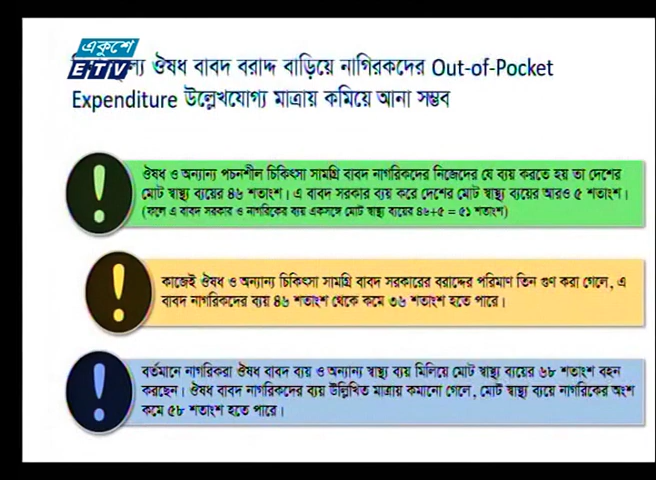 একুশে
ETV
ঔষধ বাবদ বরাদ্দ বাড়িয়ে নাগরিকদের Out-of-Pocket
Expenditure উল্লেখযোগ্য মাত্রায় কমিয়ে আনা সম্ভব
ঔষধ ও অন্যান্য পচনশীল চিকিৎসা সামগ্রি বাবদ নাগরিকদের নিজেদের যে ব্যয় করতে হয় তা দেশের
মোট স্বাস্থ্য ব্যয়ের ৪৬ শতাংশ। এ বাবদ সরকার ব্যয় করে দেশের মোট স্বাস্থ্য ব্যয়ের আরও ৫ শতাংশ।
(ফলে এ বাবদ সরকার ও নাগরিকের ব্যয় একসঙ্গে মোট স্বাস্থ্য ব্যয়ের ৪৬+৫ = ৫১ শতাংশ)
কাজেই ঔষধ ও অন্যান্য চিকিৎসা সামগ্রি বাবদ সরকারের বরাদ্দের পরিমাণ তিন গুণ করা গেলে, এ
বাবদ নাগরিকদের ব্যয় ৪৬ শতাংশ থেকে কমে ৩৬ শতাংশ হতে পারে।
বর্তমানে নাগরিকরা ঔষধ বাবদ ব্যয় ও অন্যান্য স্বাস্থ্য ব্যয় মিলিয়ে মোট স্বাস্থ্য ব্যয়ের ৬৮ শতাংশ বহন
করছেন। ঔষধ বাবদ নাগরিকদের ব্যয় উল্লিখিত মাত্রায় কমানো গেলে, মোট স্বাস্থ্য ব্যয়ে নাগরিকের অংশ
কমে ৫৮ শতাংশ হতে পারে।